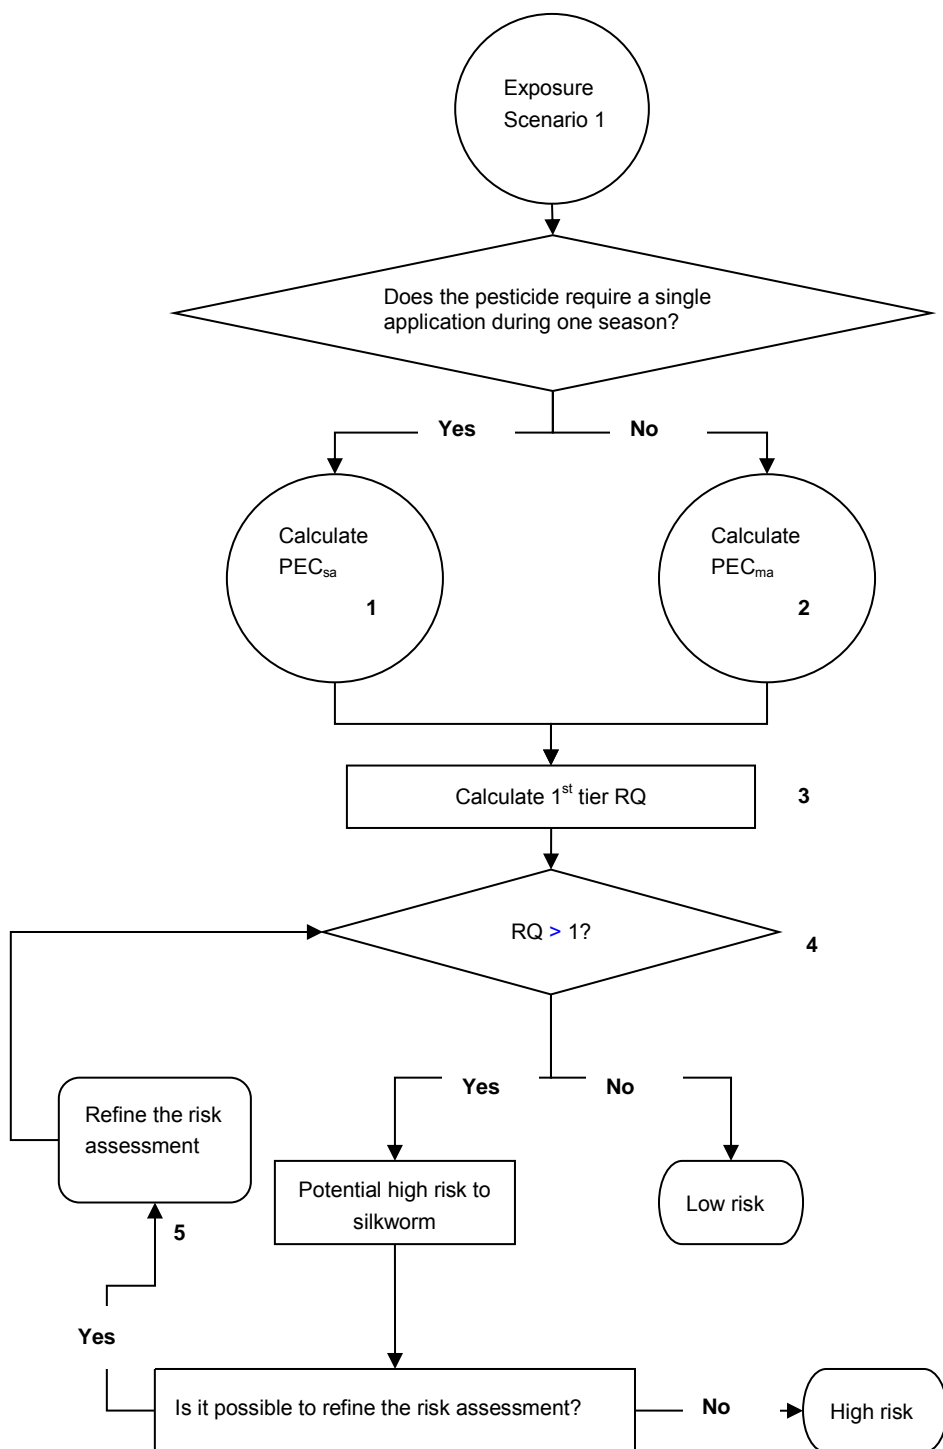 Exposure
Scenario 1
Does the pesticide require a single
application during one season?
Yes
No
Calculate
PECsa
1
Calculate
PECma
2
Calculate 1st tier RQ
3
RQ > 1?
4
Yes
No
Refine the risk
assessment
5
Potential high risk to
silkworm
Low risk
Yes
Is it possible to refine the risk assessment?
No
High risk